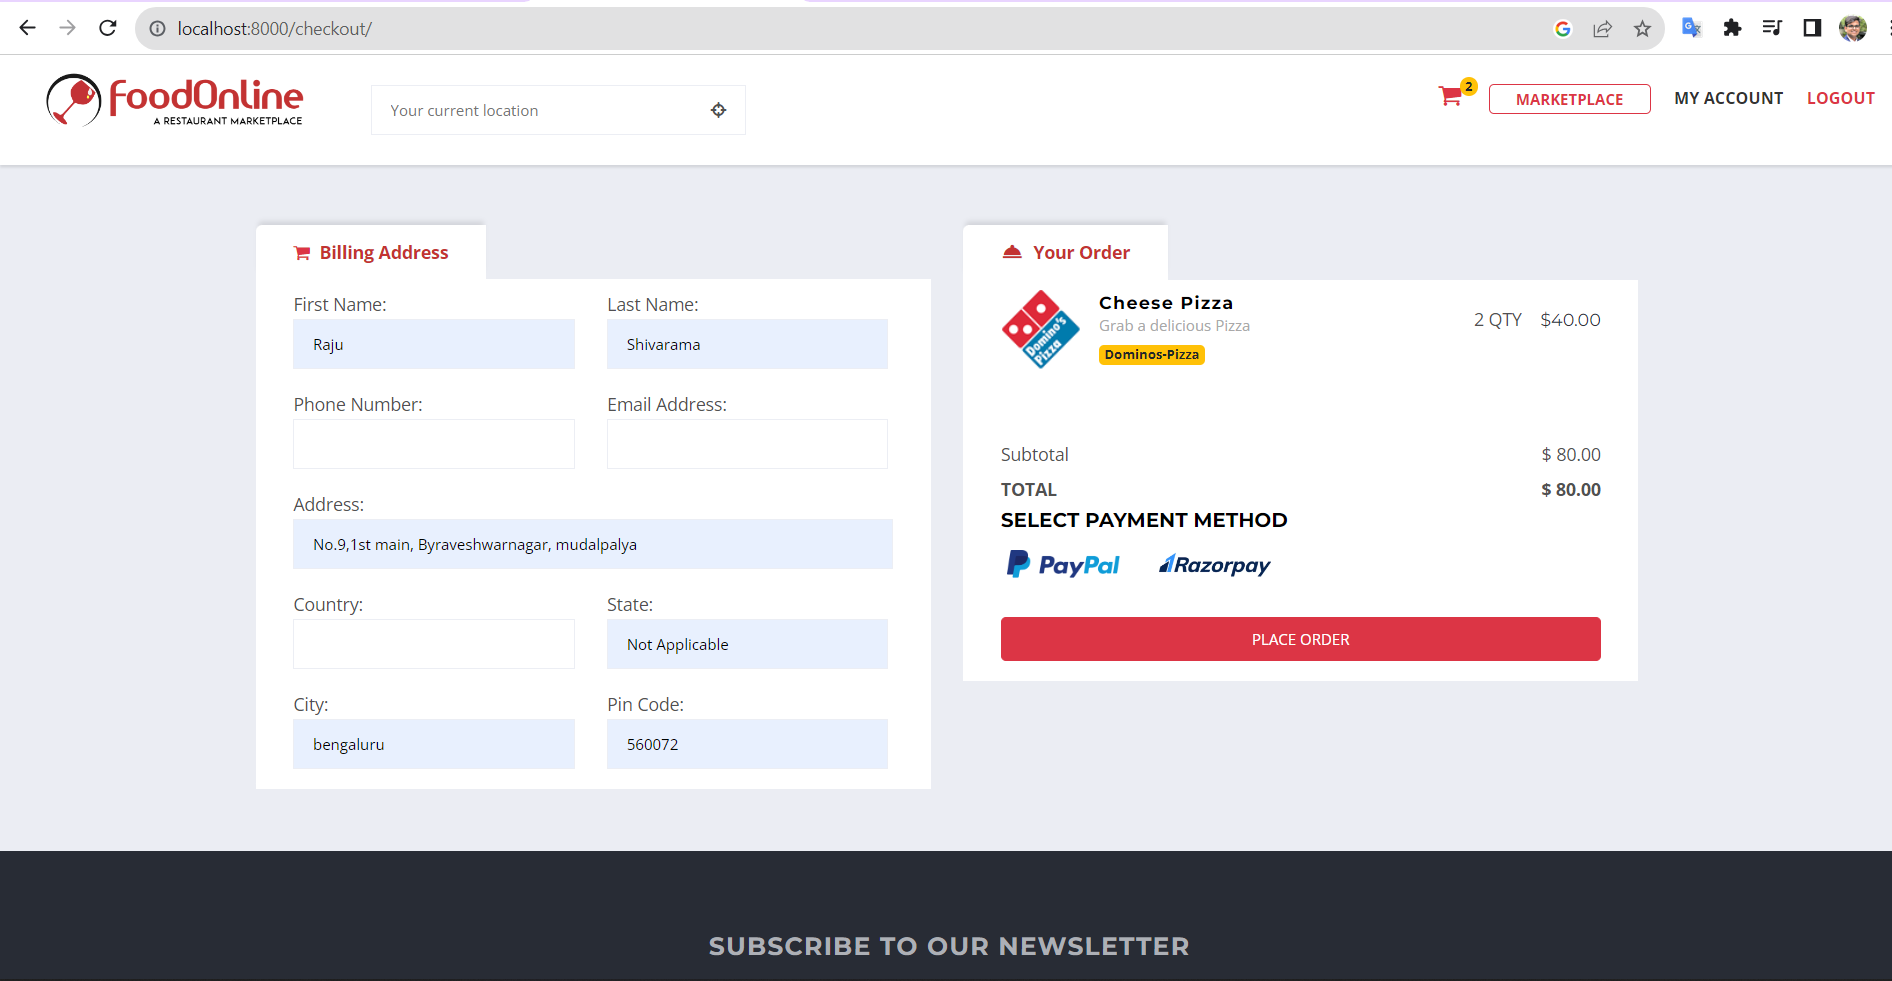 localhost:8000/checkout/
FoodOnline
A RESTAURANT MARKETPLACE
Your current location
2
MARKETPLACE
MY ACCOUNT
LOGOUT
Billing Address
First Name:
Last Name:
Raju
Shivarama
Phone Number:
Email Address:
Address:
No.9,1st main, Byraveshwarnagar, mudalpalya
Country:
State:
Not Applicable
City:
Pin Code:
bengaluru
560072
Your Order
Domino's
Pizza
Cheese Pizza
Grab a delicious Pizza
Dominos-Pizza
2 QTY $40.00
Subtotal $ 80.00
TOTAL $ 80.00
SELECT PAYMENT METHOD
PayPal
Razorpay
PLACE ORDER
SUBSCRIBE TO OUR NEWSLETTER